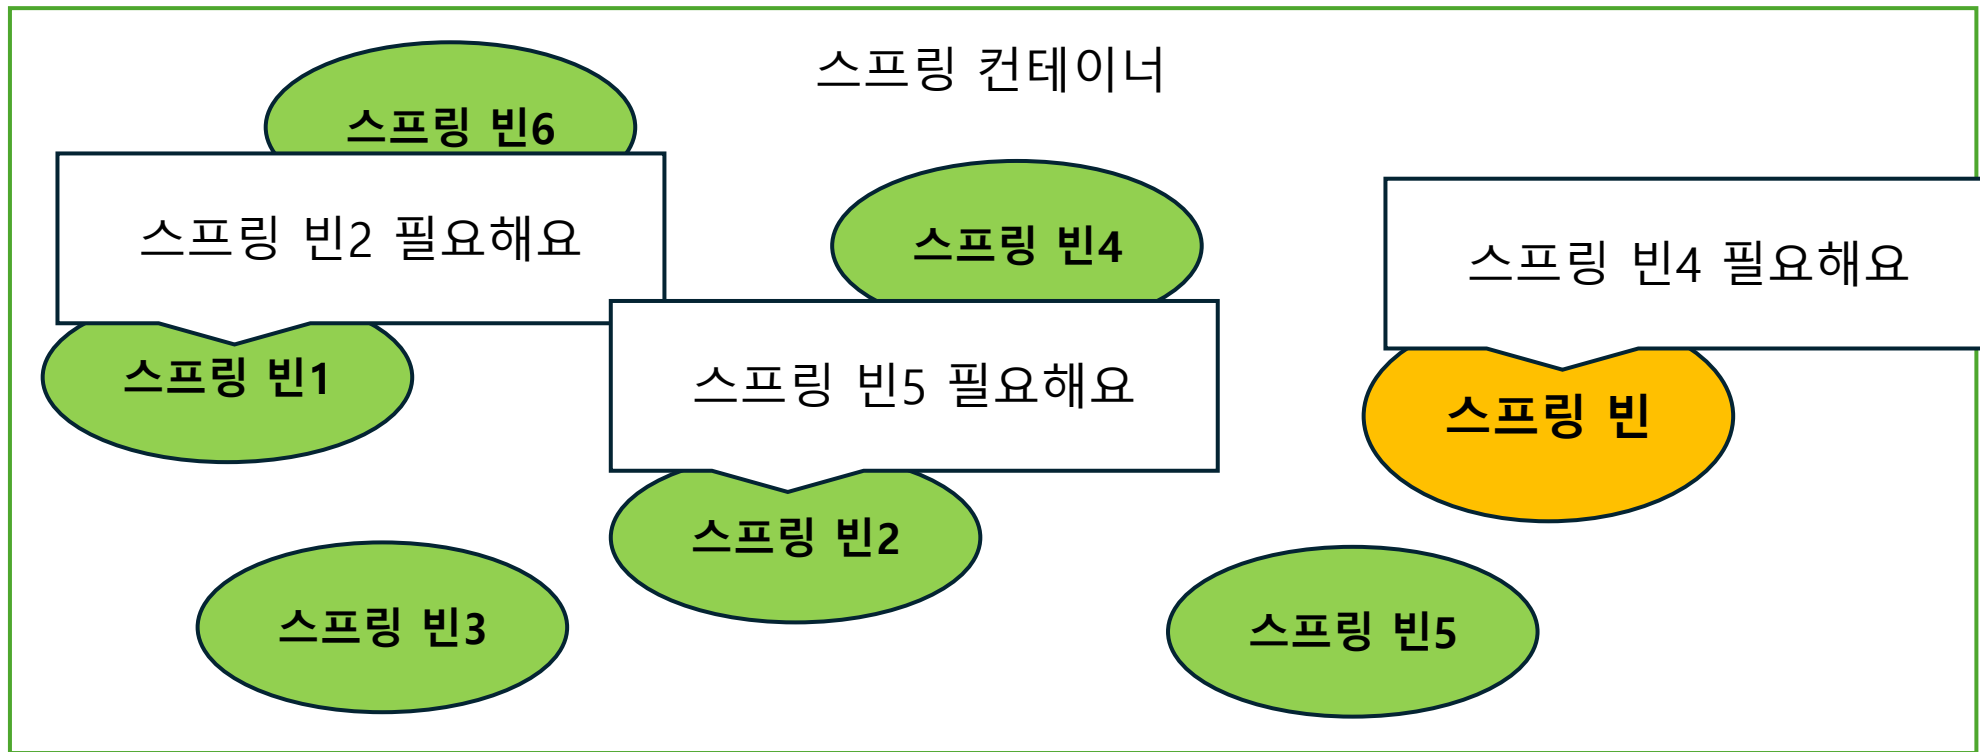 스프링 컨테이너
스프링 빈6
스프링 빈2 필요해요
스프링 빈4
스프링 빈4 필요해요
스프링 빈1
스프링 빈5 필요해요
스프링 빈
스프링 빈2
스프링 빈3
스프링 빈5